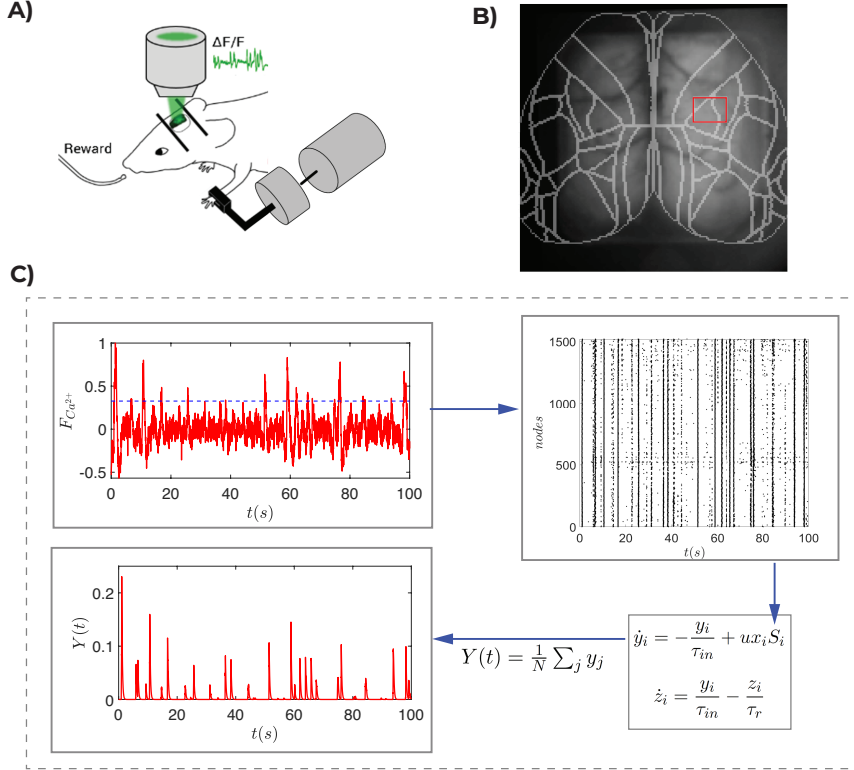 A)
ΔF/F
Reward
B)
C)
1
0.5
0
-0.5
F_{Ca^{2+}}
0 20 40 60 80 100
t(s)
1500
1000
500
0
nodes
0 20 40 60 80 100
t(s)
0.2
0.1
0
Y(t)
0 20 40 60 80 100
t(s)
Y(t) = \frac{1}{N} \sum_j y_j
\dot{y}_i = -\frac{y_i}{\tau_{in}} + ux_iS_i
\dot{z}_i = \frac{y_i}{\tau_{in}} - \frac{z_i}{\tau_r}